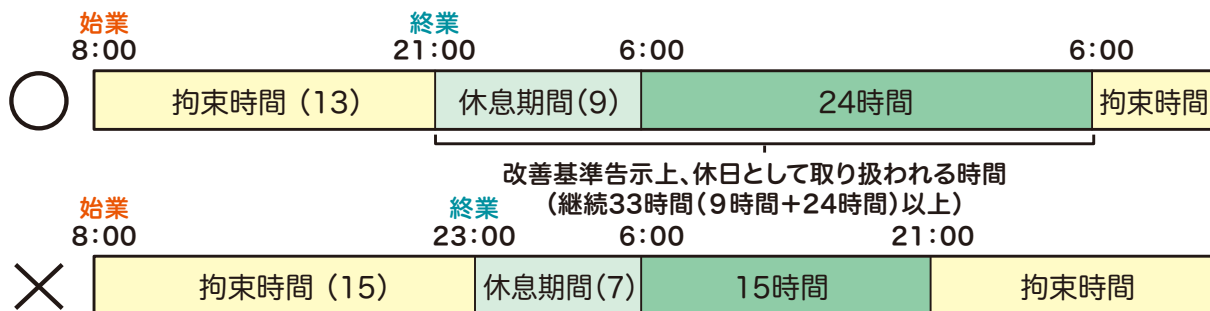 始業 終業
8:00 21:00 6:00 6:00
拘束時間（13） 休息期間（9） 24時間 拘束時間
改善基準告示上、休日として取り扱われる時間
（継続33時間（9時間＋24時間）以上）
始業 終業
8:00 23:00 6:00 21:00
拘束時間（15） 休息期間（7） 15時間 拘束時間